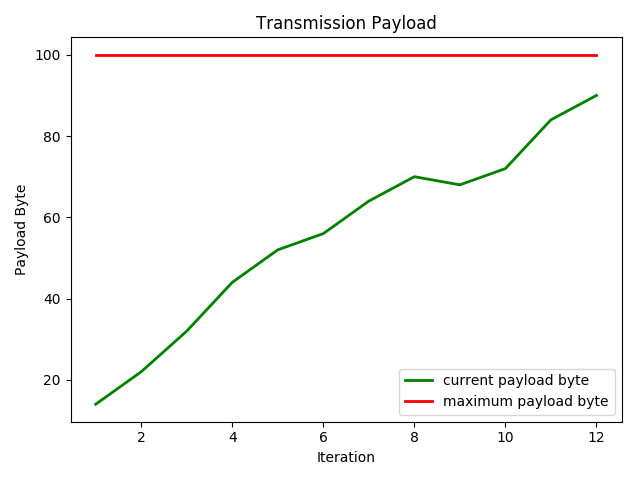 Transmission Payload
100
80
60
40
20
Payload Byte
current payload byte
maximum payload byte
2 4 6 8 10 12
Iteration